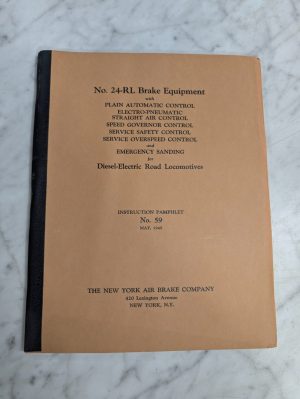 No. 24-RL Brake Equipment
with
PLAIN AUTOMATIC CONTROL
ELECTRO-PNEUMATIC
STRAIGHT AIR CONTROL
SPEED GOVERNOR CONTROL
SERVICE SAFETY CONTROL
SERVICE OVERSPEED CONTROL
and
EMERGENCY SANDING
for
Diesel-Electric Road Locomotives
INSTRUCTION PAMPHLET
No. 59
MAY,
THE NEW YORK AIR BRAKE COMPANY
420 Lexington Avenue
NEW YORK, N.Y.